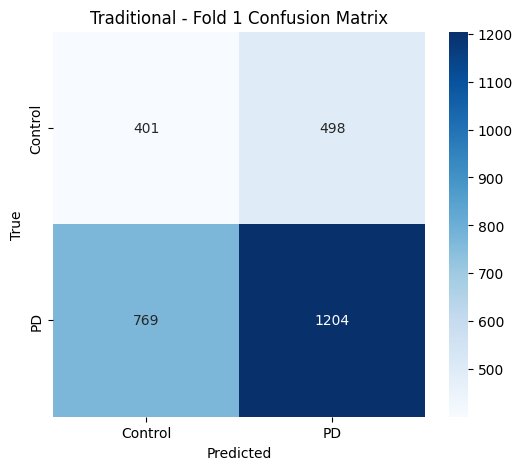 Traditional - Fold 1 Confusion Matrix
True
Control
401
498
PD
769
1204
Control
PD
Predicted
1200
1100
1000
900
800
700
600
500